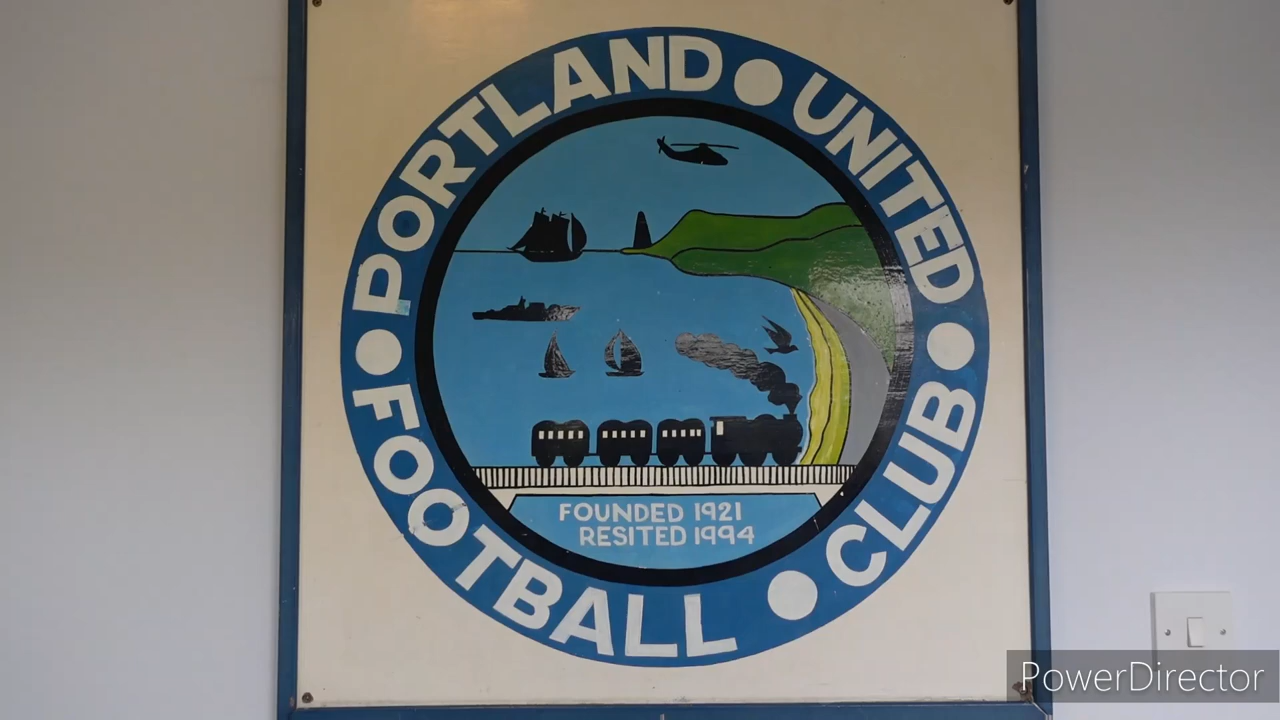 PORTLAND UNITED
FOOTBALL CLUB
FOUNDED 1921
RESITED 1994
PowerDirector